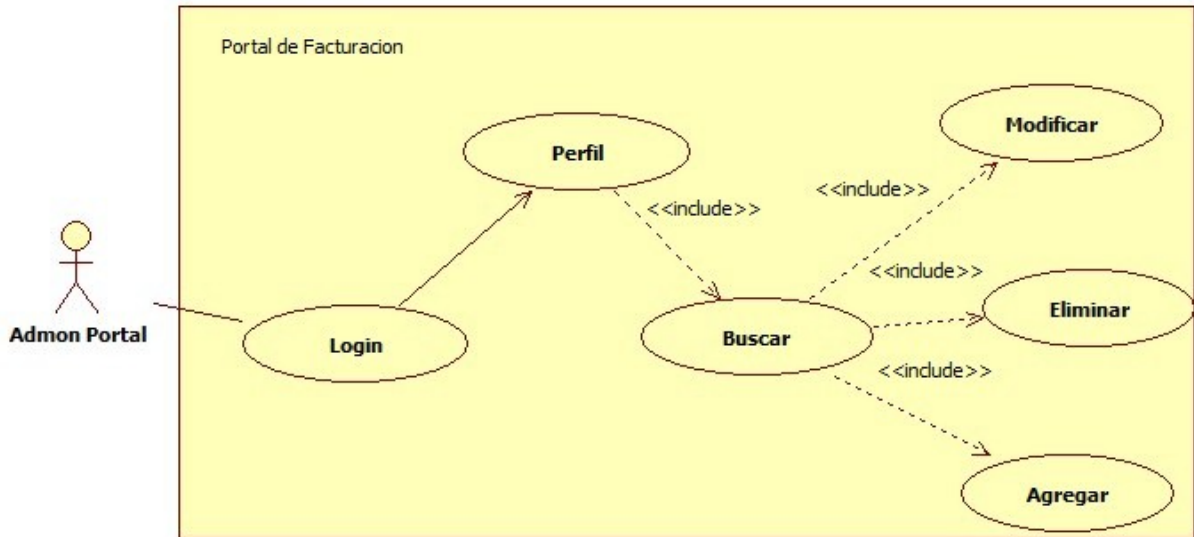 Portal de Facturacion
Modificar
Perfil
<<include>>
<<include>>
<<include>>
Eliminar
Admon Portal
Login
Buscar
<<include>>
Agregar